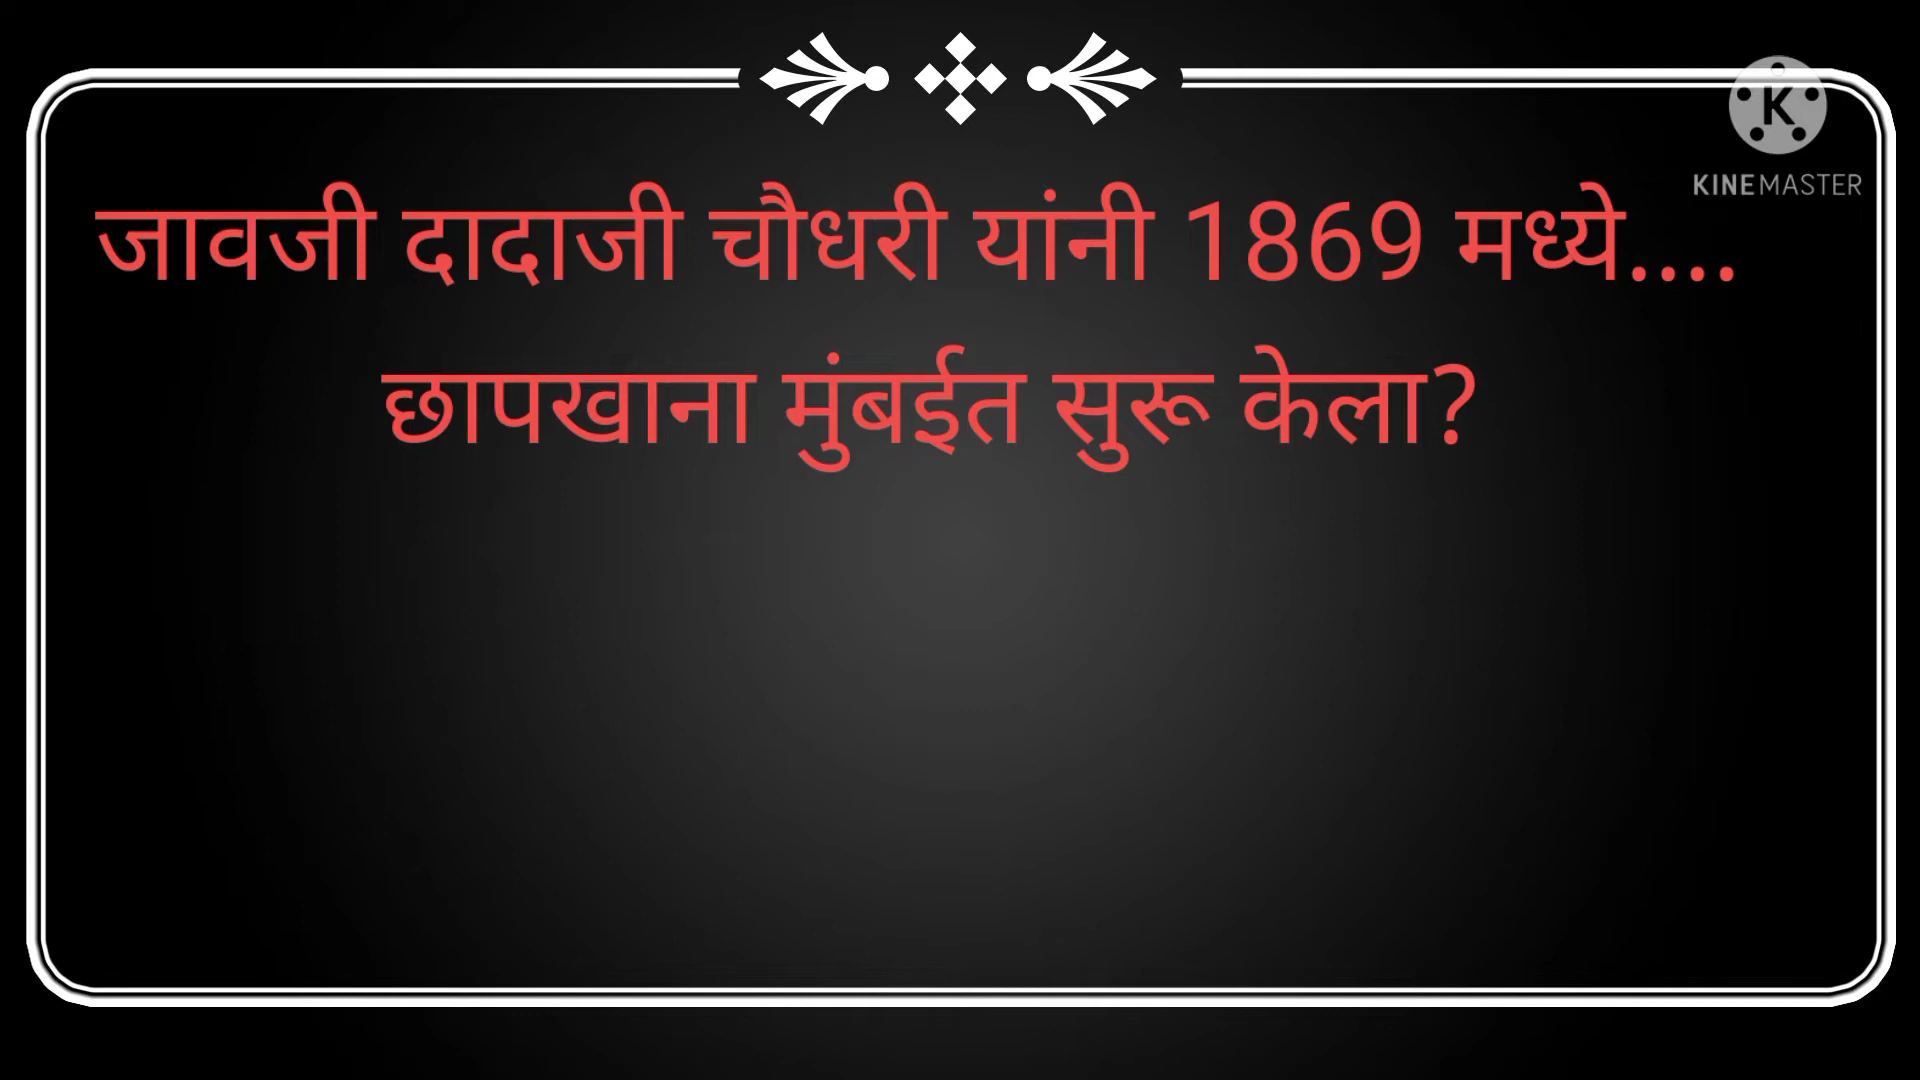 KINEMASTER
जावजी दादाजी चौधरी यांनी 1869 मध्ये....
छापखाना मुंबईत सुरू केला?